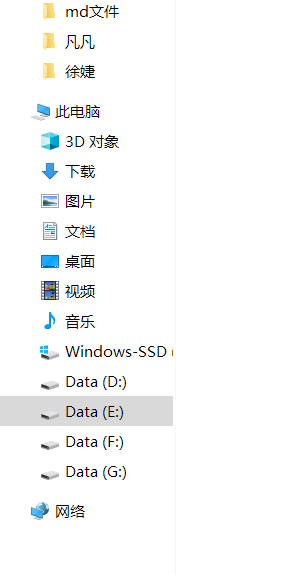 md文件
凡凡
徐婕
此电脑
3D 对象
下载
图片
文档
桌面
视频
音乐
Windows-SSD (
Data (D:)
Data (E:)
Data (F:)
Data (G:)
网络